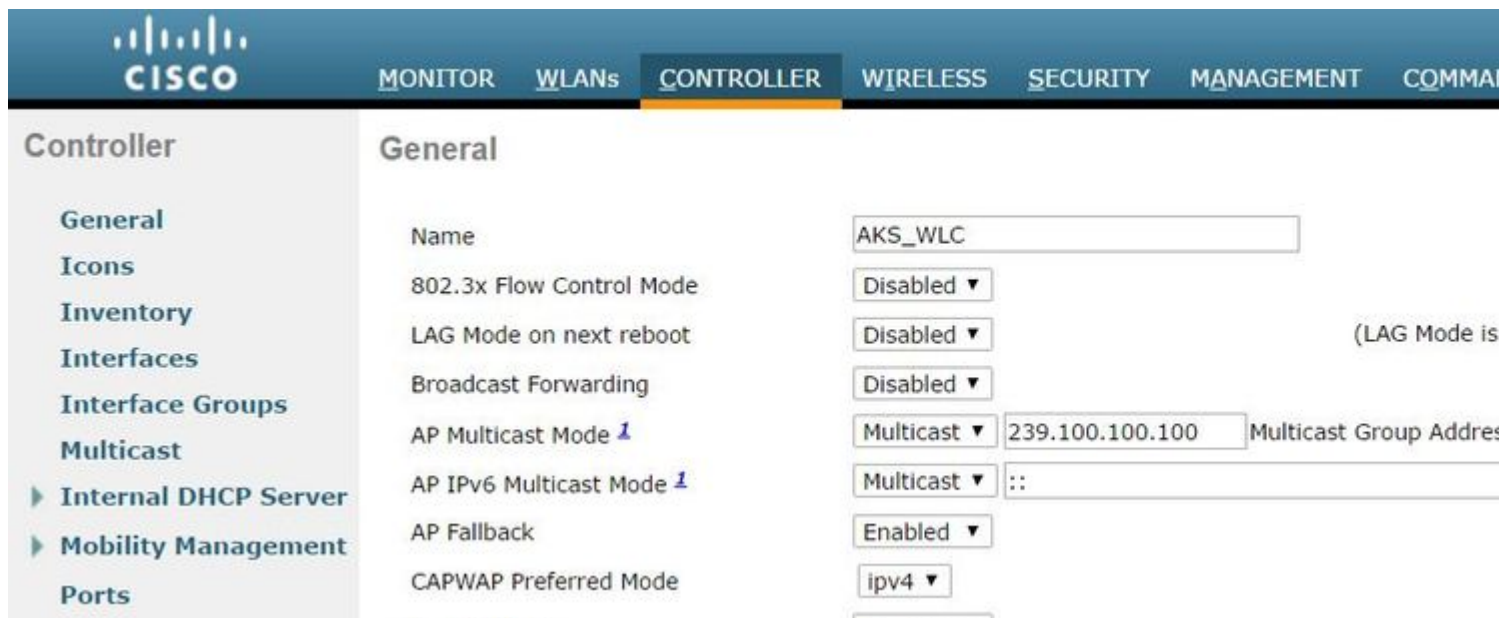 CISCO
MONITOR WLANs CONTROLLER WIRELESS SECURITY MANAGEMENT
Controller
General
Icons
Inventory
Interfaces
Interface Groups
Multicast
Internal DHCP Server
Mobility Management
Ports
General
Name AKS_WLC
802.3x Flow Control Mode Disabled
LAG Mode on next reboot Disabled (LAG Mode is
Broadcast Forwarding Disabled
AP Multicast Mode 1 Multicast 239.100.100.100 Multicast Group
AP IPv6 Multicast Mode 1 Multicast ::
AP Fallback Enabled
CAPWAP Preferred Mode ipv4